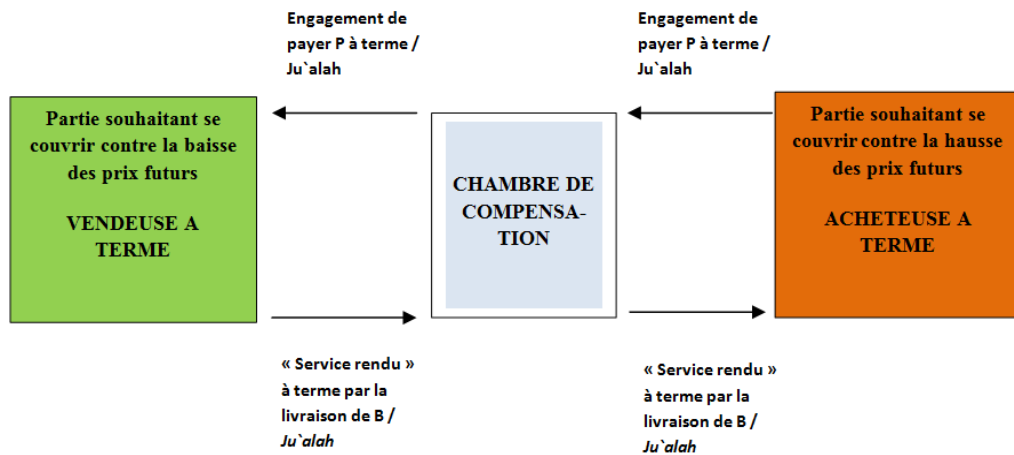 Engagement de
payer P à terme /
Ju`alah
Engagement de
payer P à terme /
Ju`alah
Partie souhaitant se
couvrir contre la baisse
des prix futurs
VENDEUSE A
TERME
CHAMBRE DE
COMPENSA-
TION
Partie souhaitant se
couvrir contre la hausse
des prix futurs
ACHETEUSE A
TERME
« Service rendu »
à terme par la
livraison de B /
Ju`alah
« Service rendu »
à terme par la
livraison de B /
Ju`alah